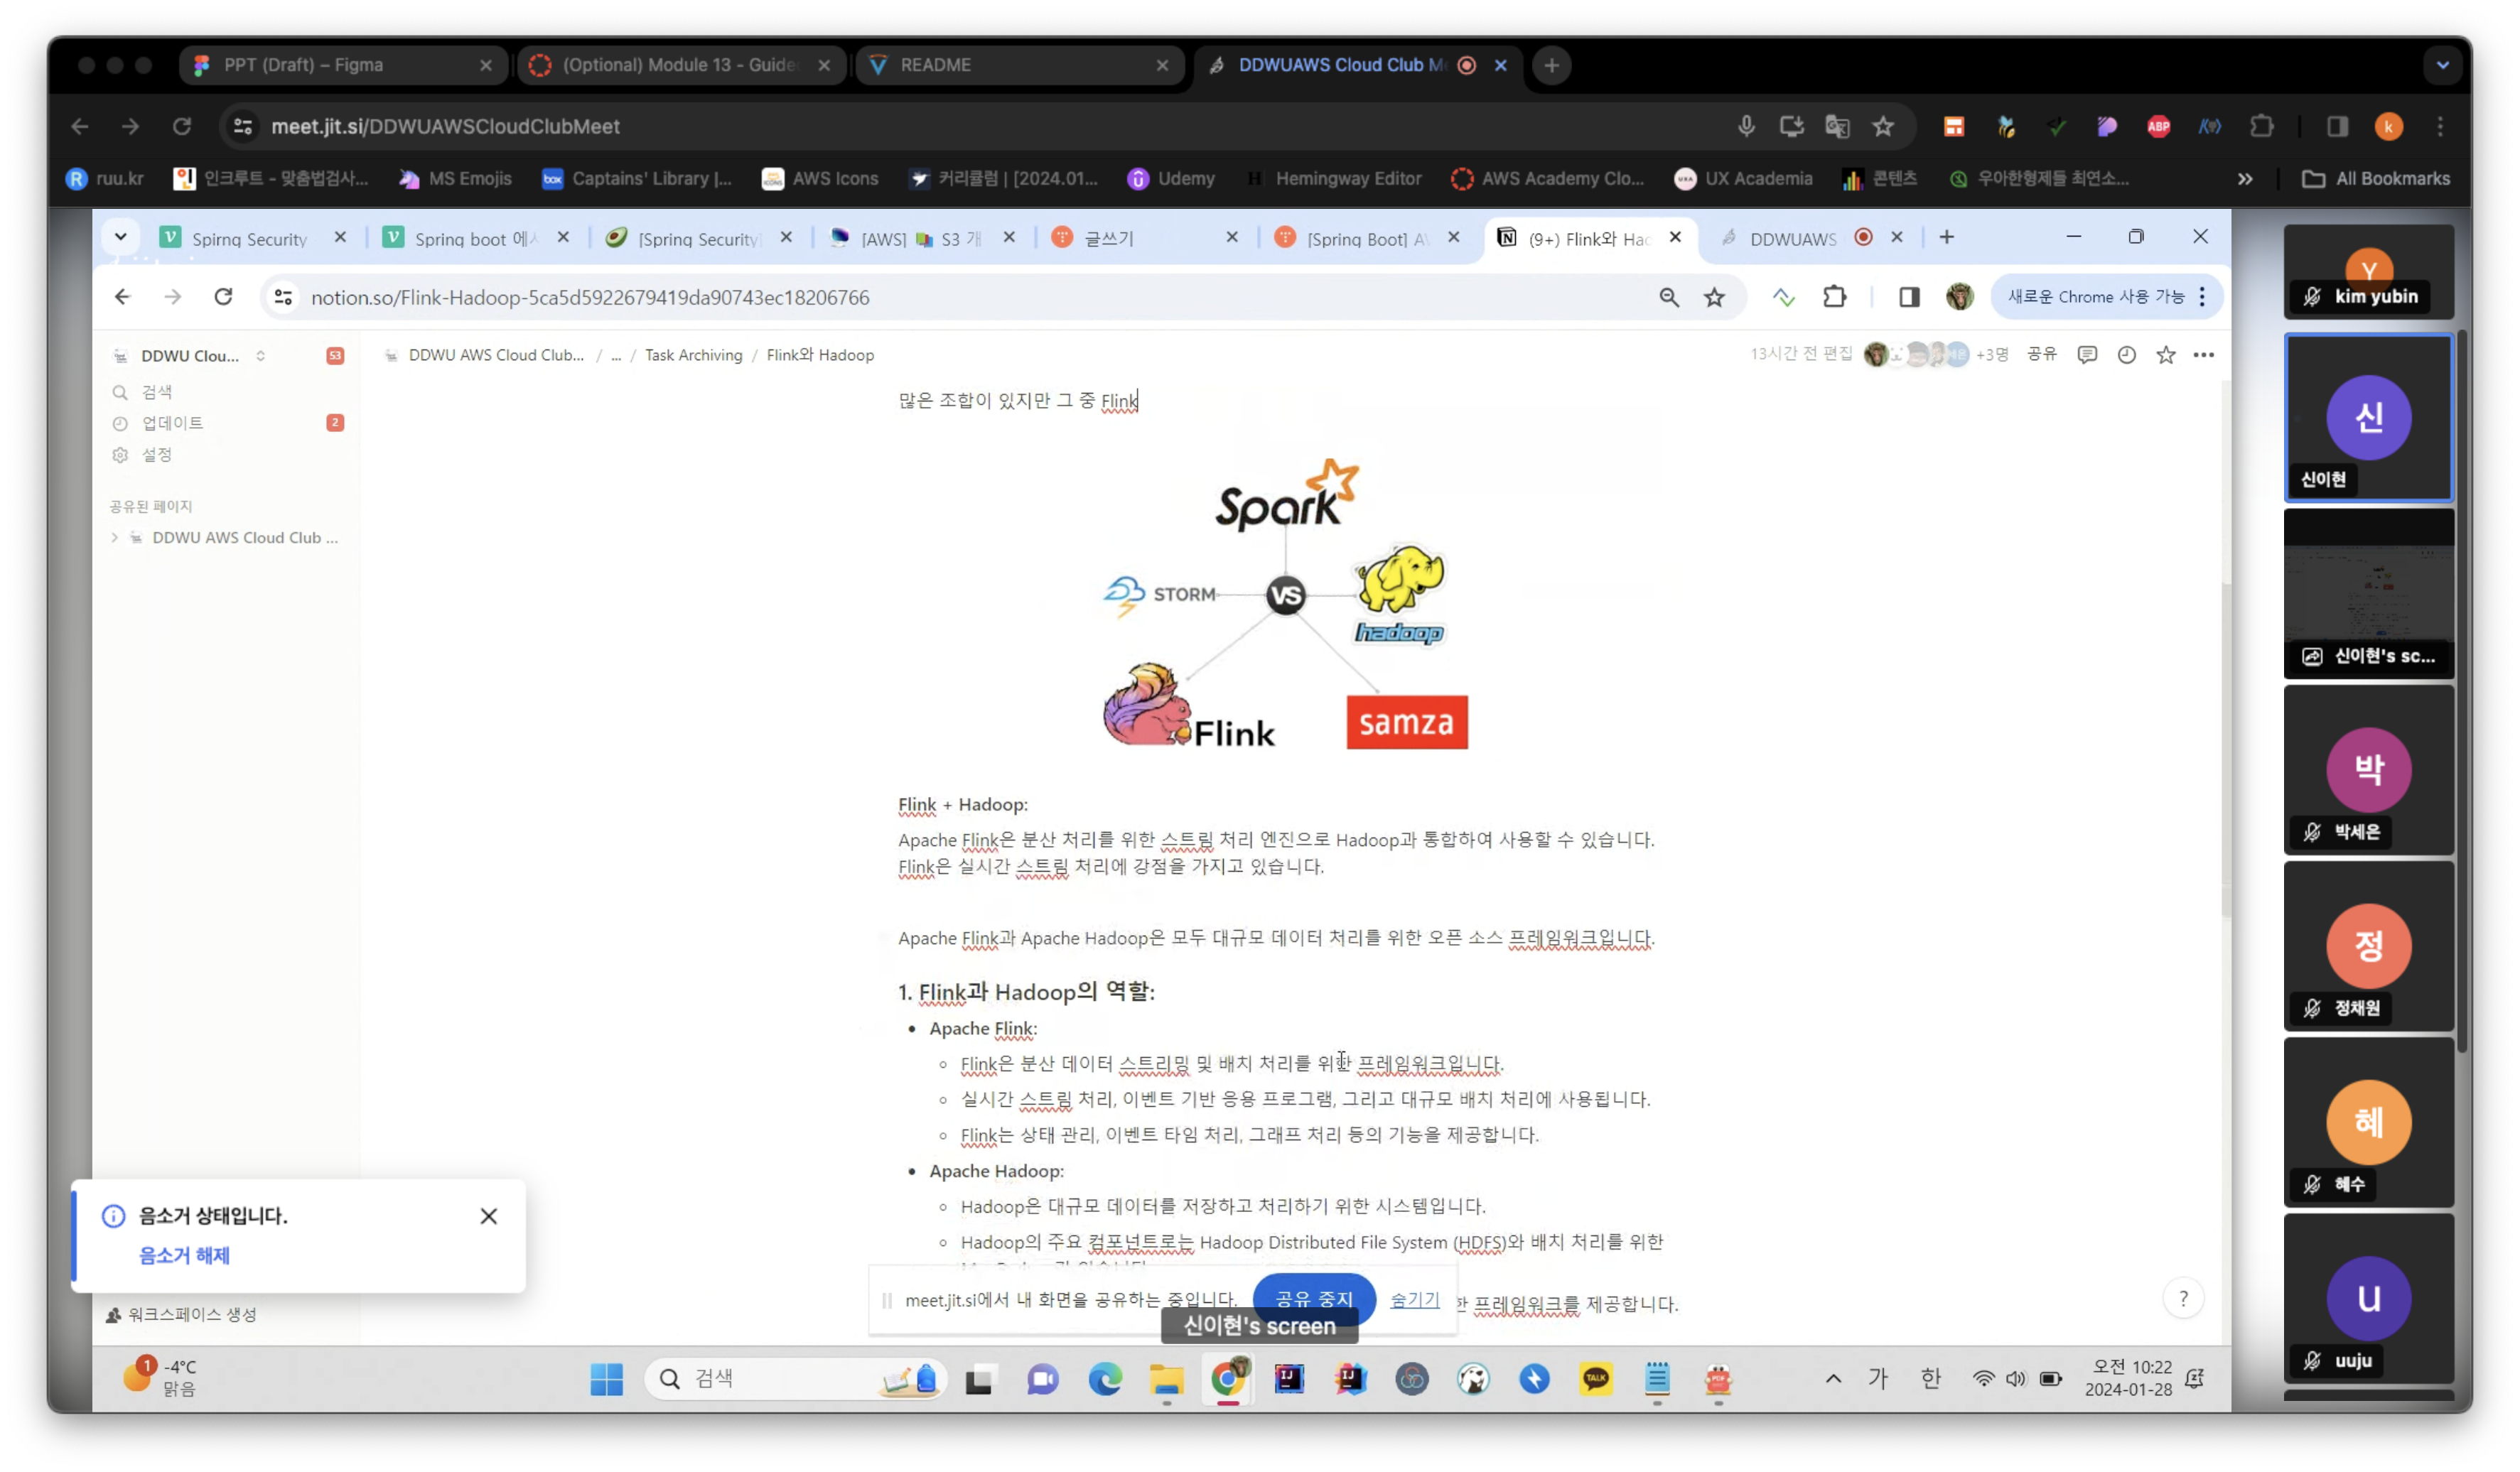 PPT (Draft) – Figma
(Optional) Module 13 - Guide
README
DDWUAWS Cloud Club M
meet.jit.si/DDWUAWSCloudClubMeet
ABP
k
ruu.kr
인크루트 - 맞춤법검사...
MS Emojis
box
Captains' Library |...
AWS Icons
커리큘럼 | [2024.01...
Udemy
Hemingway Editor
AWS Academy Clo...
UX Academia
콘텐츠
우아한형제들 최연소...
All Bookmarks
Spirng Security
Spring boot 에서
[Spring Security]
[AWS] S3 개
글쓰기
[Spring Boot] A
(9+) Flink와 Had
DDWUAWS
notion.so/Flink-Hadoop-5ca5d5922679419da90743ec18206766
새로운 Chrome 사용 가능
DDWU Clou...
53
DDWU AWS Cloud Club... / ... / Task Archiving / Flink와 Hadoop
13시간 전 편집
+3명
공유
검색
업데이트
2
설정
공유된 페이지
DDWU AWS Cloud Club ...
많은 조합이 있지만 그 중 Flink
Spark
STORM
VS
hadoop
Flink
samza
Flink + Hadoop:
Apache Flink은 분산 처리를 위한 스트림 처리 엔진으로 Hadoop과 통합하여 사용할 수 있습니다.
Flink은 실시간 스트림 처리에 강점을 가지고 있습니다.
Apache Flink과 Apache Hadoop은 모두 대규모 데이터 처리를 위한 오픈 소스 프레임워크입니다.
1. Flink과 Hadoop의 역할:
• Apache Flink:
◦ Flink은 분산 데이터 스트리밍 및 배치 처리를 위한 프레임워크입니다.
◦ 실시간 스트림 처리, 이벤트 기반 응용 프로그램, 그리고 대규모 배치 처리에 사용됩니다.
◦ Flink는 상태 관리, 이벤트 타임 처리, 그래프 처리 등의 기능을 제공합니다.
• Apache Hadoop:
◦ Hadoop은 대규모 데이터를 저장하고 처리하기 위한 시스템입니다.
◦ Hadoop의 주요 컴포넌트로는 Hadoop Distributed File System (HDFS)와 배치 처리를 위한
프레임워크를 제공합니다.
음소거 상태입니다.
음소거 해제
워크스페이스 생성
meet.jit.si에서 내 화면을 공유하는 중입니다.
공유 중지
숨기기
신이현's screen
?
1
-4°C
맑음
검색
TALK
가
한
오전 10:22
2024-01-28
Y
kim yubin
신
신이현
신이현's sc...
박
박세은
정
정채원
혜
혜수
u
uuju